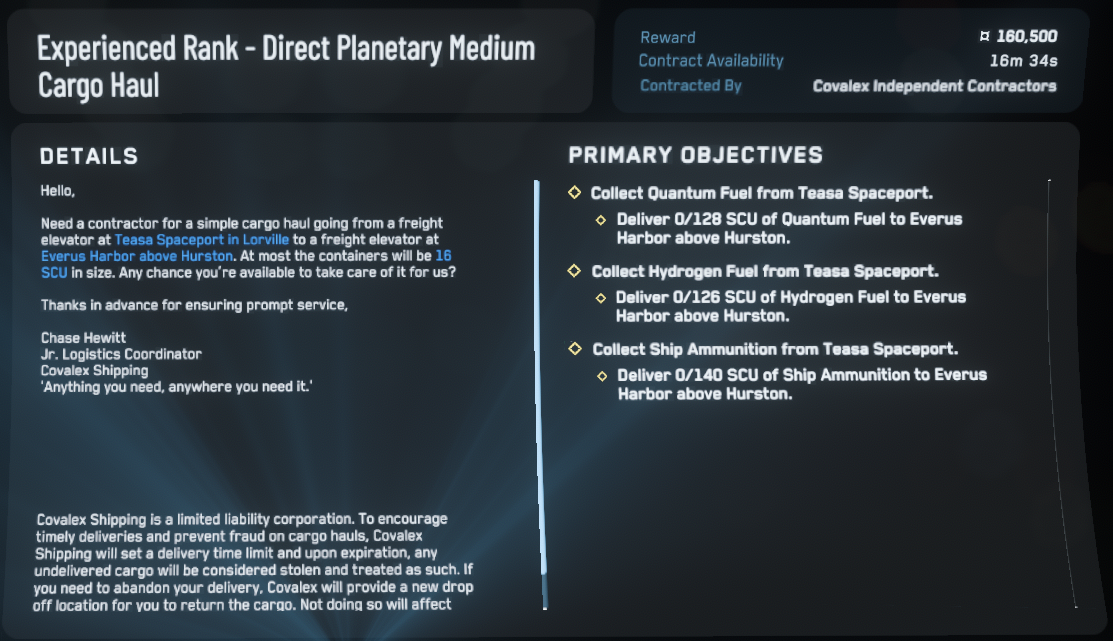 Experienced Rank - Direct Planetary Medium
Cargo Haul
Reward ¤ 160,500
Contract Availability 16m 34s
Contracted By Covalex Independent Contractors
DETAILS
Hello,
Need a contractor for a simple cargo haul going from a freight
elevator at Teasa Spaceport in Lorville to a freight elevator at
Everus Harbor above Hurston. At most the containers will be 16
SCU in size. Any chance you're available to take care of it for us?
Thanks in advance for ensuring prompt service,
Chase Hewitt
Jr. Logistics Coordinator
Covalex Shipping
'Anything you need, anywhere you need it.'
Covalex Shipping is a limited liability corporation. To encourage
timely deliveries and prevent fraud on cargo hauls, Covalex
Shipping will set a delivery time limit and upon expiration, any
undelivered cargo will be considered stolen and treated as such. If
you need to abandon your delivery, Covalex will provide a new drop
off location for you to return the cargo. Not doing so will affect
PRIMARY OBJECTIVES
Collect Quantum Fuel from Teasa Spaceport.
Deliver 0/128 SCU of Quantum Fuel to Everus
Harbor above Hurston.
Collect Hydrogen Fuel from Teasa Spaceport.
Deliver 0/126 SCU of Hydrogen Fuel to Everus
Harbor above Hurston.
Collect Ship Ammunition from Teasa Spaceport.
Deliver 0/140 SCU of Ship Ammunition to Everus
Harbor above Hurston.